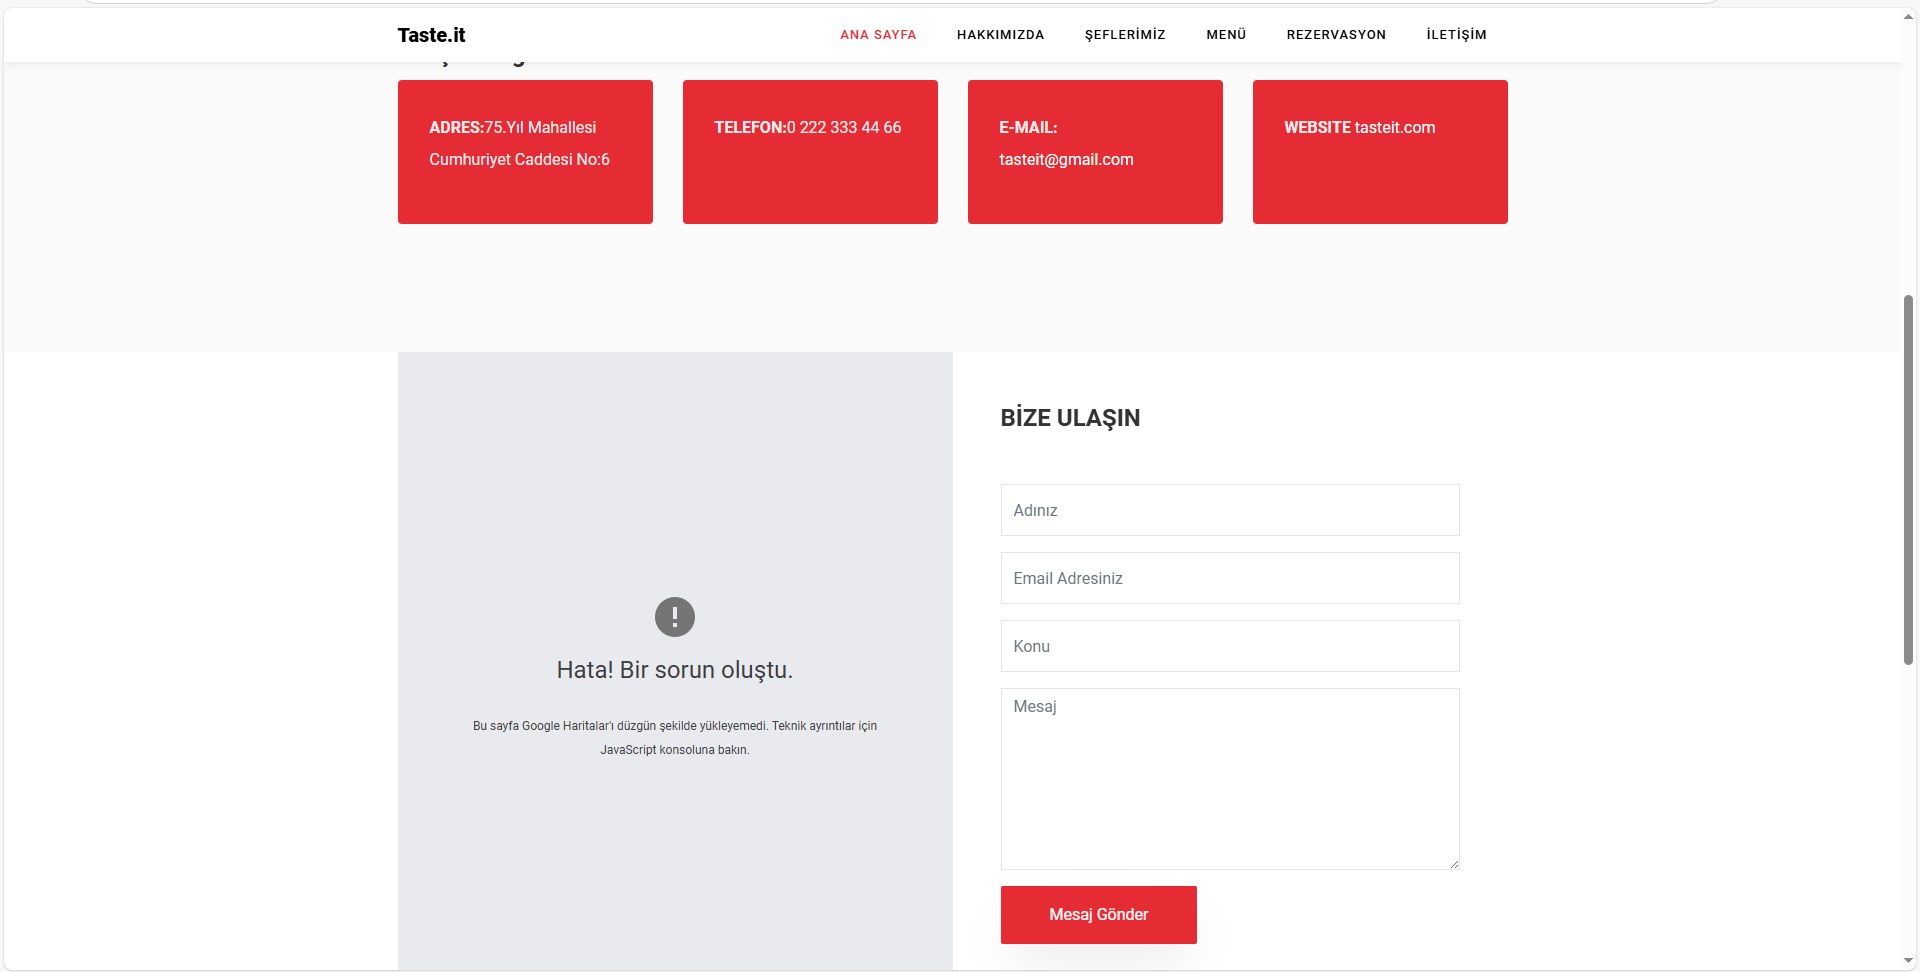 Taste.it
ANA SAYFA
HAKKIMIZDA
ŞEFLERİMİZ
MENÜ
REZERVASYON
İLETİŞİM
ADRES:75.Yıl Mahallesi
Cumhuriyet Caddesi No:6
TELEFON:0 222 333 44 66
E-MAIL:
tasteit@gmail.com
WEBSITE tasteit.com
Hata! Bir sorun oluştu.
Bu sayfa Google Haritalar'ı düzgün şekilde yükleyemedi. Teknik ayrıntılar için
JavaScript konsoluna bakın.
BİZE ULAŞIN
Adınız
Email Adresiniz
Konu
Mesaj
Mesaj Gönder